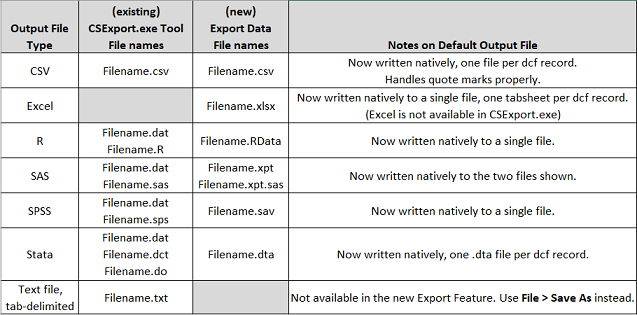 Output File Type	(existing) CSExport.exe Tool File names	(new) Export Data File names	Notes on Default Output File
CSV	Filename.csv	Filename.csv	Now written natively, one file per dcf record.
Handles quote marks properly.
Excel		Filename.xlsx	Now written natively to a single file, one tabsheet per dcf record.
(Excel is not available in CSExport.exe)
R	Filename.dat	Filename.RData	Now written natively to a single file.
Filename.R
SAS	Filename.dat	Filename.xpt	Now written natively to the two files shown.
Filename.sas	Filename.xpt.sas
SPSS	Filename.dat	Filename.sav	Now written natively to a single file.
Filename.sps
Stata	Filename.dat	Filename.dta	Now written natively, one .dta file per dcf record.
Filename.dct
Filename.do
Text file, tab-delimited	Filename.txt		Not available in the new Export Feature. Use File > Save As instead.